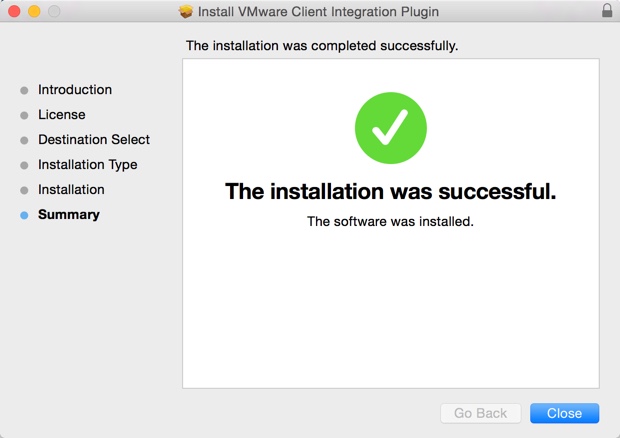 Install VMware Client Integration Plugin
The installation was completed successfully.
Introduction
License
Destination Select
Installation Type
Installation
Summary
The installation was successful.
The software was installed.
Go Back
Close